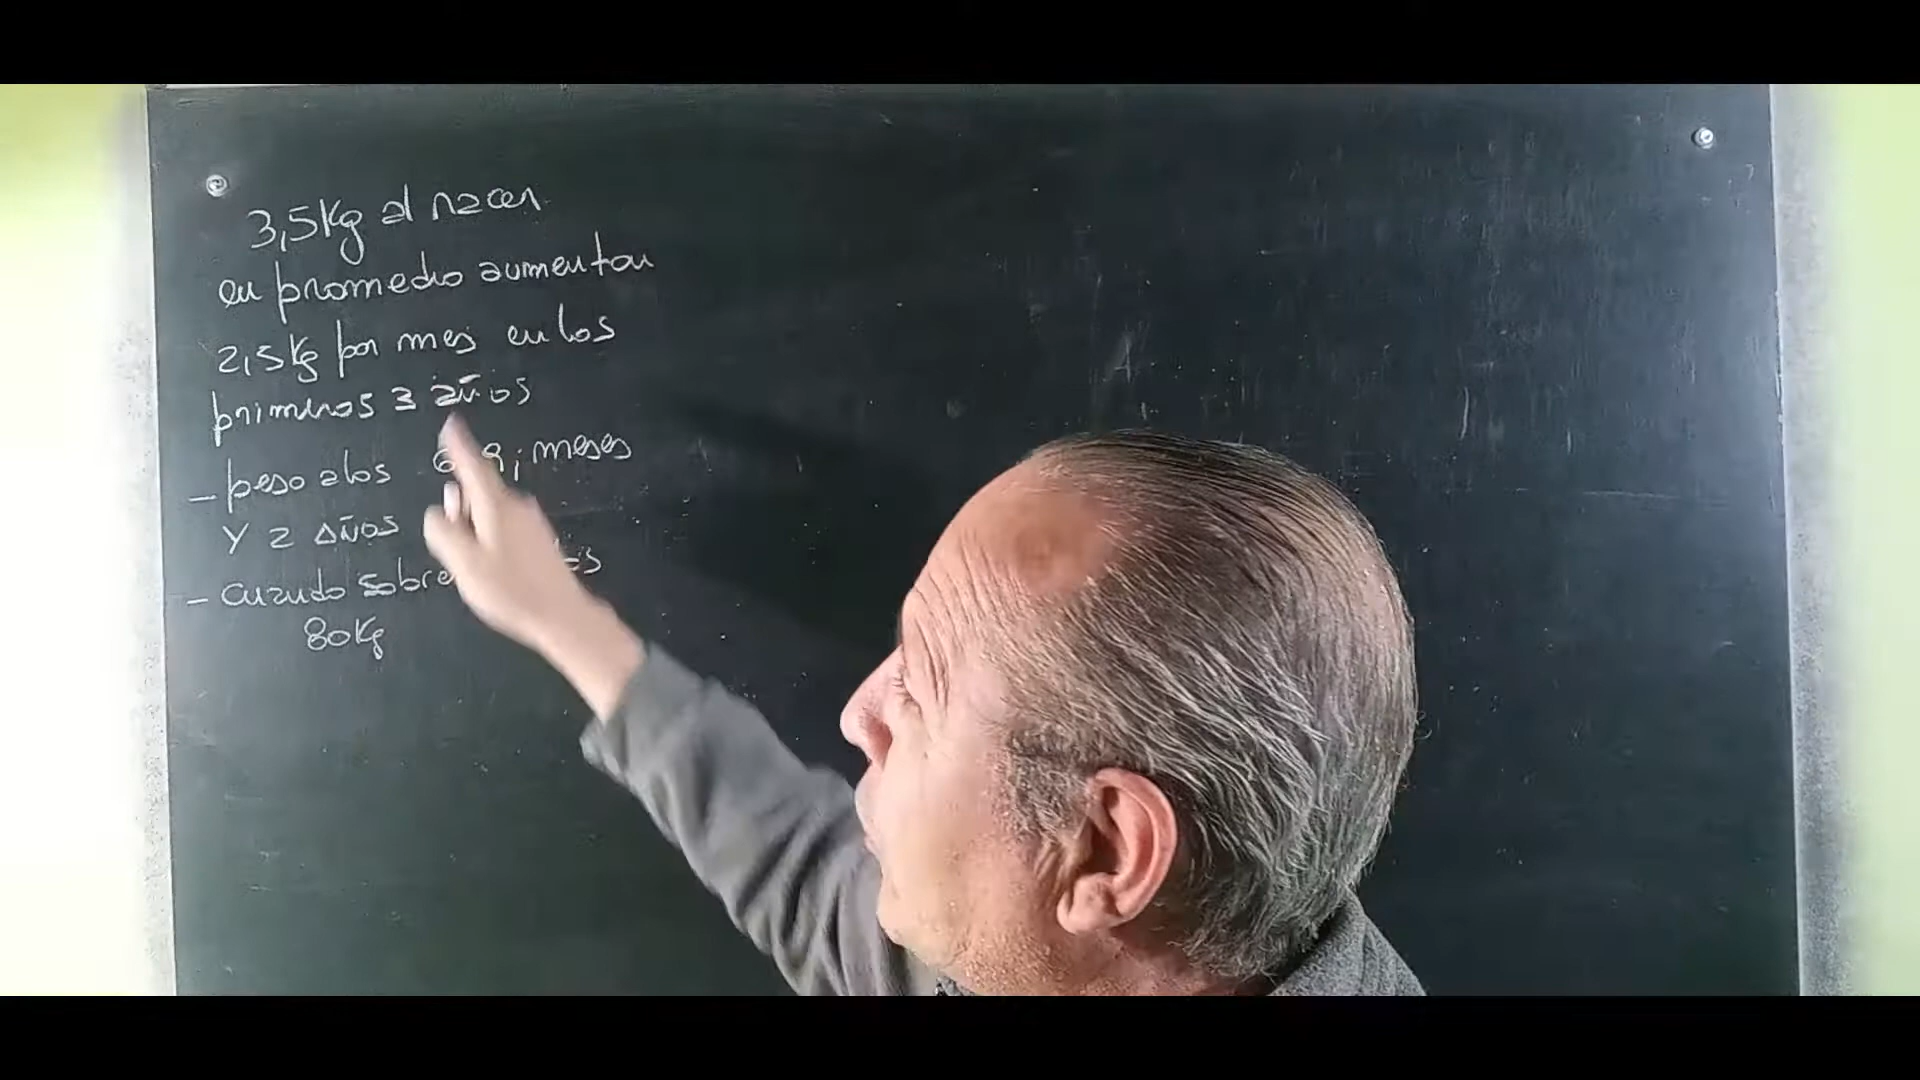 3,5Kg al nacer
en promedio aumentan
2,5Kg por mes en los
primeros 3 años
- peso a los 6 9; meses
Y 2 AÑOS
- cuando sobre
80Kg